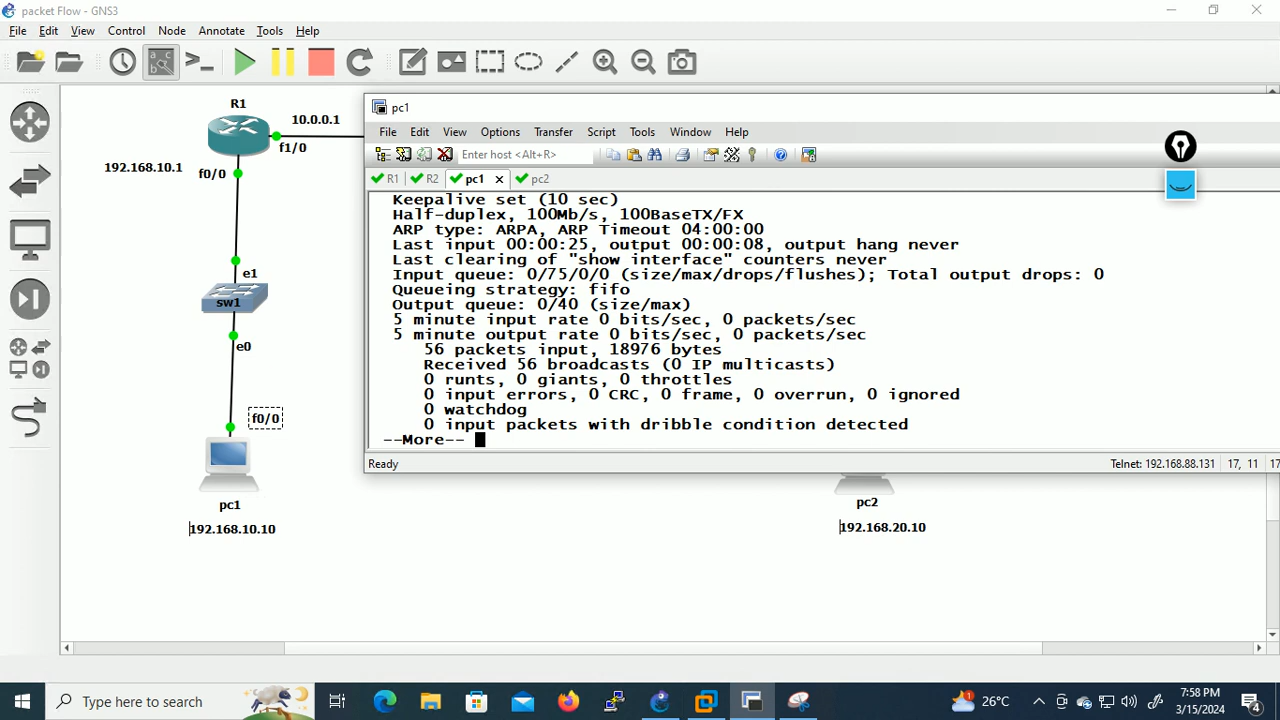 packet Flow - GNS3
File Edit View Control Node Annotate Tools Help
R1
10.0.0.1
f1/0
192.168.10.1
f0/0
e1
sw1
e0
f0/0
pc1
192.168.10.10
pc1
File Edit View Options Transfer Script Tools Window Help
Enter host <Alt+R>
R1 R2 pc1 pc2
Keepalive set (10 sec)
Half-duplex, 100Mb/s, 100BaseTX/FX
ARP type: ARPA, ARP Timeout 04:00:00
Last input 00:00:25, output 00:00:08, output hang never
Last clearing of "show interface" counters never
Input queue: 0/75/0/0 (size/max/drops/flushes); Total output drops: 0
Queueing strategy: fifo
Output queue: 0/40 (size/max)
5 minute input rate 0 bits/sec, 0 packets/sec
5 minute output rate 0 bits/sec, 0 packets/sec
56 packets input, 18976 bytes
Received 56 broadcasts (0 IP multicasts)
0 runts, 0 giants, 0 throttles
0 input errors, 0 CRC, 0 frame, 0 overrun, 0 ignored
0 watchdog
0 input packets with dribble condition detected
--More--
Ready
Telnet: 192.168.88.131 17, 11 17
pc2
192.168.20.10
Type here to search
1
26°C
7:58 PM
3/15/2024
4